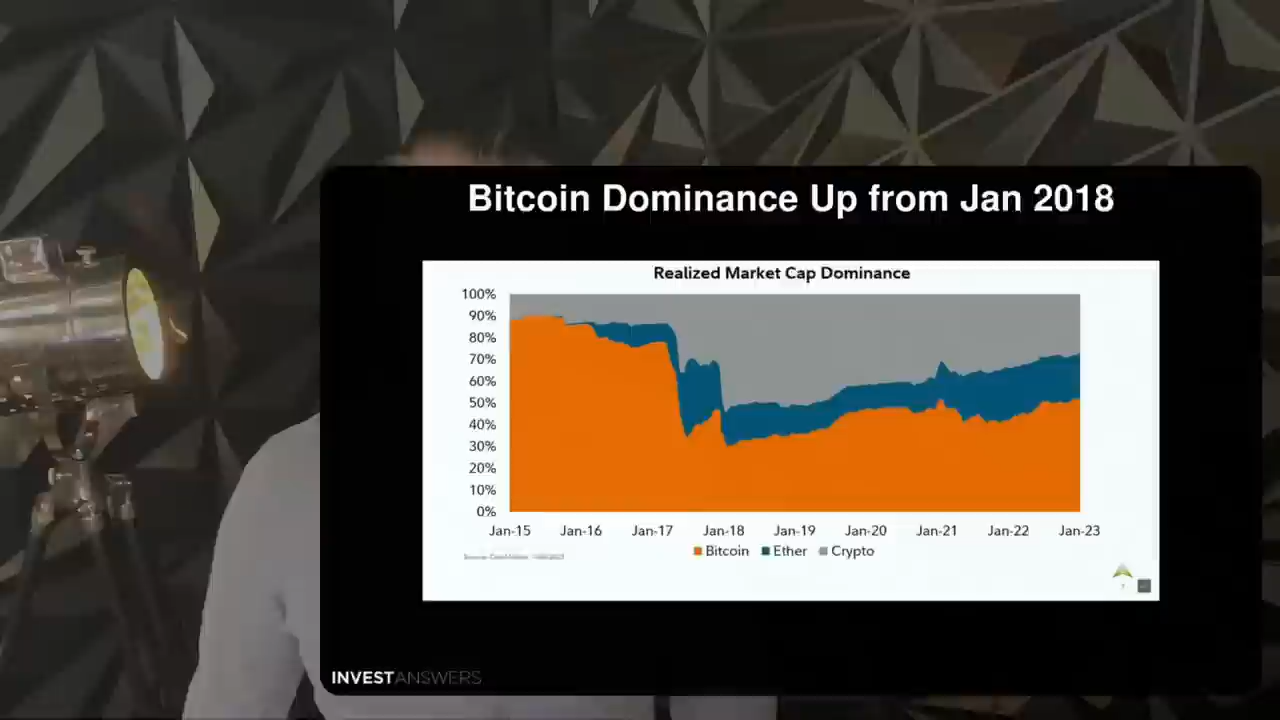 Bitcoin Dominance Up from Jan 2018
Realized Market Cap Dominance
100%
90%
80%
70%
60%
50%
40%
30%
20%
10%
0%
Jan-15 Jan-16 Jan-17 Jan-18 Jan-19 Jan-20 Jan-21 Jan-22 Jan-23
Bitcoin Ether Crypto
INVESTANSWERS